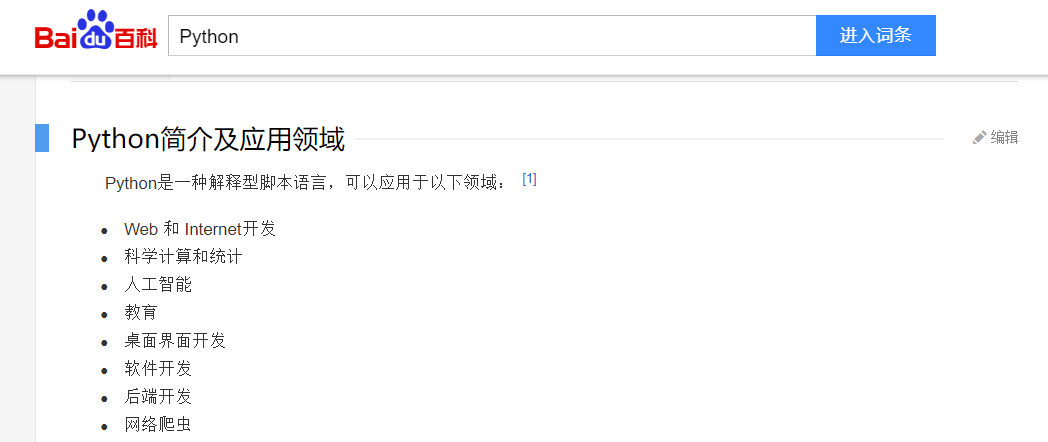 Bai du 百科
Python
进入词条
Python简介及应用领域
编辑
Python是一种解释型脚本语言，可以应用于以下领域： [1]
Web 和 Internet开发
科学计算和统计
人工智能
教育
桌面界面开发
软件开发
后端开发
网络爬虫